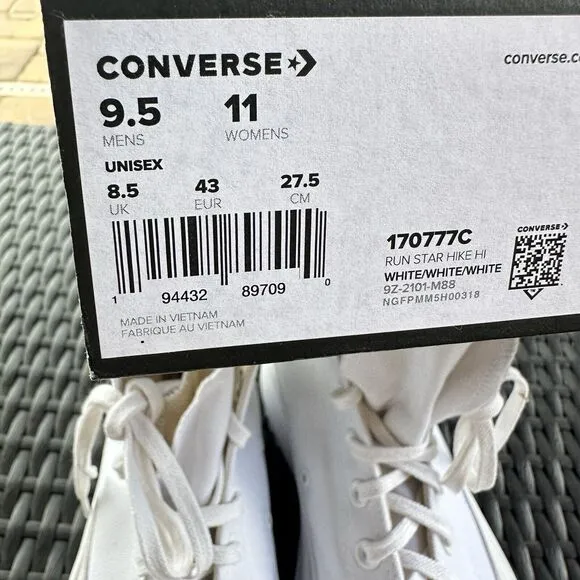 CONVERSE
converse.c
9.5 11
MENS WOMENS
UNISEX
8.5 43 27.5
UK EUR CM
1 94432 89709 0
MADE IN VIETNAM
FABRIQUE AU VIETNAM
170777C
RUN STAR HIKE HI
WHITE/WHITE/WHITE
9Z-2101-M88
NGFPMM5H00318
CONVERSE